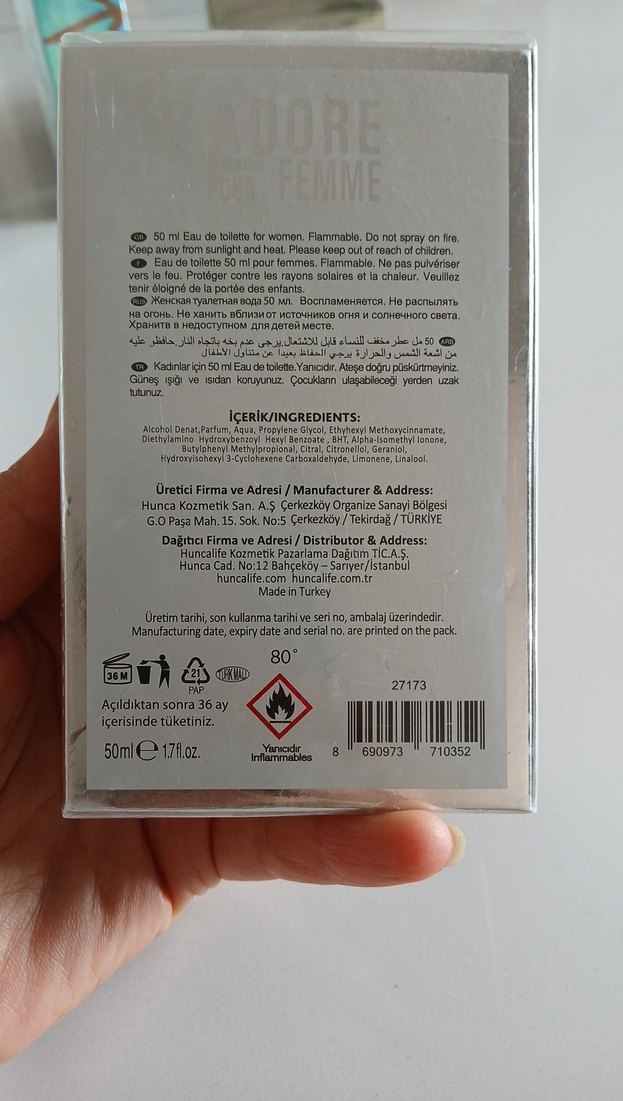 ADORE
POUR FEMME
GB 50 ml Eau de toilette for women. Flammable. Do not spray on fire.
Keep away from sunlight and heat. Please keep out of reach of children.
F Eau de toilette 50 ml pour femmes. Flammable. Ne pas pulvériser
vers le feu. Protéger contre les rayons solaires et la chaleur. Veuillez
tenir éloigné de la portée des enfants.
RUS Женская туалетная вода 50 мл. Воспламеняется. Не распылять
на огонь. Не ханить вблизи от источников огня и солнечного света.
Хранитв в недоступном для детей месте.
ARB 50 مل عطر مخفف للنساء قابل للاشتعال.يرجى عدم بخه باتجاه النار.حافظو عليه
من اشعة الشمس والحرارة يرجي الحفاظ بعيدا عن متناول الأطفال
TR Kadınlar için 50 ml Eau de toilette.Yanıcıdır. Ateşe doğru püskürtmeyiniz.
Güneş ışığı ve ısıdan koruyunuz. Çocukların ulaşabileceği yerden uzak
tutunuz.
İÇERİK/INGREDIENTS:
Alcohol Denat,Parfum, Aqua, Propylene Glycol, Ethyhexyl Methoxycinnamate,
Diethylamino Hydroxybenzoyl Hexyl Benzoate , BHT, Alpha-Isomethyl Ionone,
Butylphenyl Methylpropional, Citral, Citronellol, Geraniol,
Hydroxyisohexyl 3-Cyclohexene Carboxaldehyde, Limonene, Linalool.
Üretici Firma ve Adresi / Manufacturer & Address:
Hunca Kozmetik San. A.Ş Çerkezköy Organize Sanayi Bölgesi
G.O Paşa Mah. 15. Sok. No:5 Çerkezköy / Tekirdağ / TÜRKİYE
Dağıtıcı Firma ve Adresi / Distributor & Address:
Huncalife Kozmetik Pazarlama Dağıtım TİC.A.Ş.
Hunca Cad. No:12 Bahçeköy – Sarıyer/İstanbul
huncalife.com huncalife.com.tr
Made in Turkey
Üretim tarihi, son kullanma tarihi ve seri no, ambalaj üzerindedir.
Manufacturing date, expiry date and serial no. are printed on the pack.
80°
36 M
21
PAP
TÜRK MALI
27173
Açıldıktan sonra 36 ay
içerisinde tüketiniz.
50ml e 1.7fl.oz.
Yanıcıdır
Inflammables
8 690973 710352